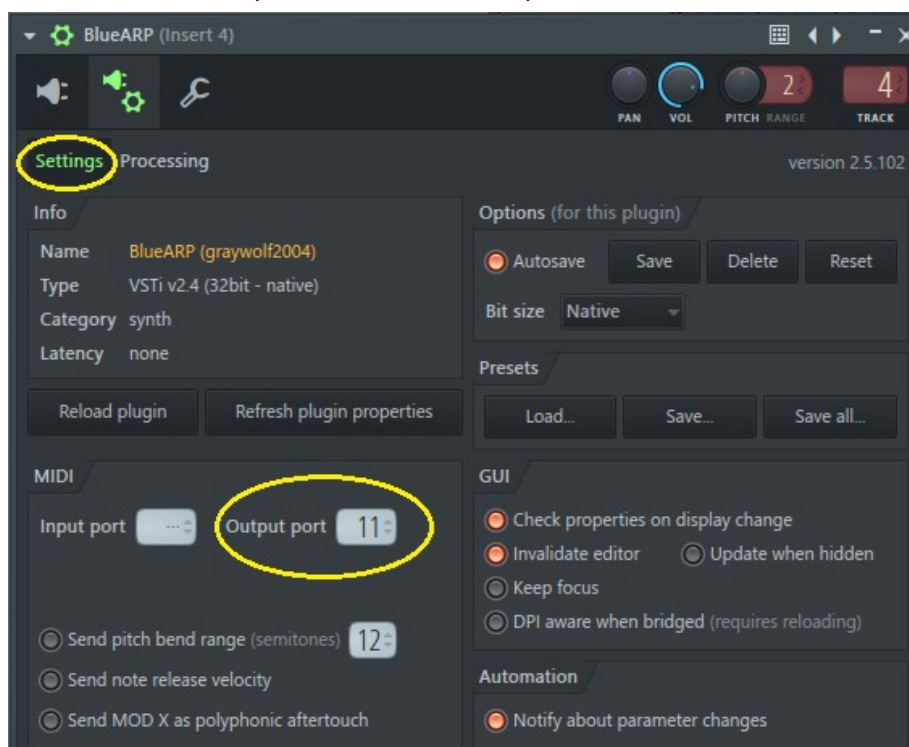 BlueARP (Insert 4)
PAN VOL PITCH RANGE 2 4 TRACK
Settings Processing version 2.5.102
Info
Name BlueARP (graywolf2004)
Type VSTi v2.4 (32bit - native)
Category synth
Latency none
Reload plugin Refresh plugin properties
MIDI
Input port --- Output port 11
Send pitch bend range (semitones) 12
Send note release velocity
Send MOD X as polyphonic aftertouch
Options (for this plugin)
Autosave Save Delete Reset
Bit size Native
Presets
Load... Save... Save all...
GUI
Check properties on display change
Invalidate editor Update when hidden
Keep focus
DPI aware when bridged (requires reloading)
Automation
Notify about parameter changes